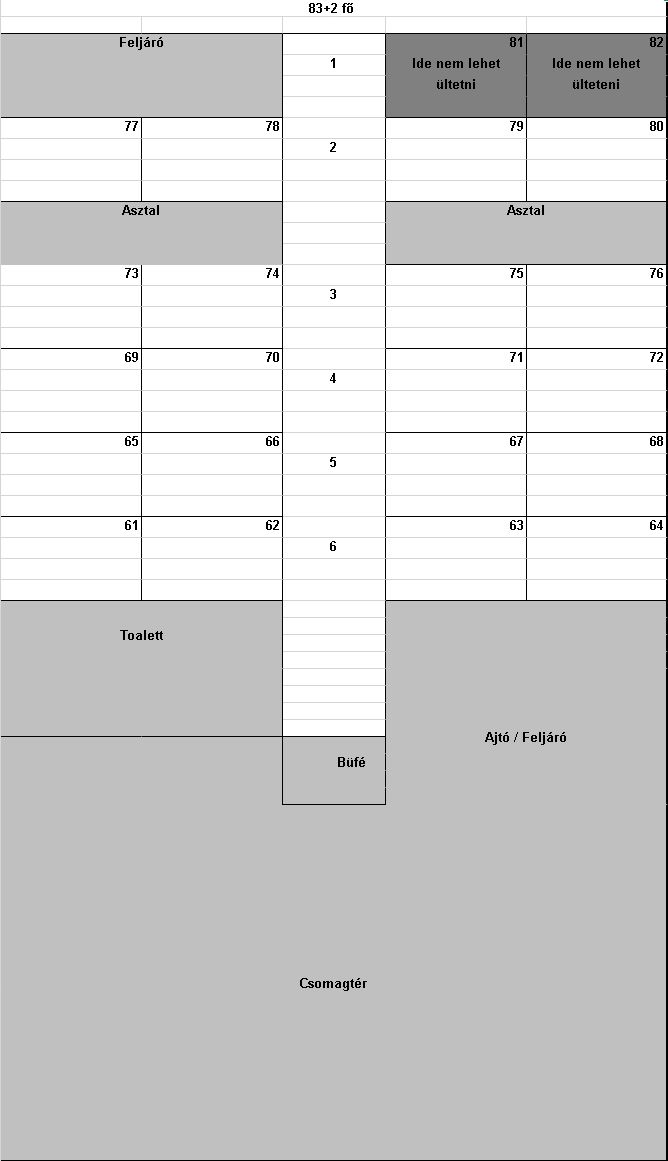 83+2 fő
Feljáró 81 82
1 Ide nem lehet Ide nem lehet
ültetni ülteteni
77 78 79 80
2
Asztal Asztal
73 74 75 76
3
69 70 71 72
4
65 66 67 68
5
61 62 63 64
6
Toalett
Ajtó / Feljáró
Büfé
Csomagtér